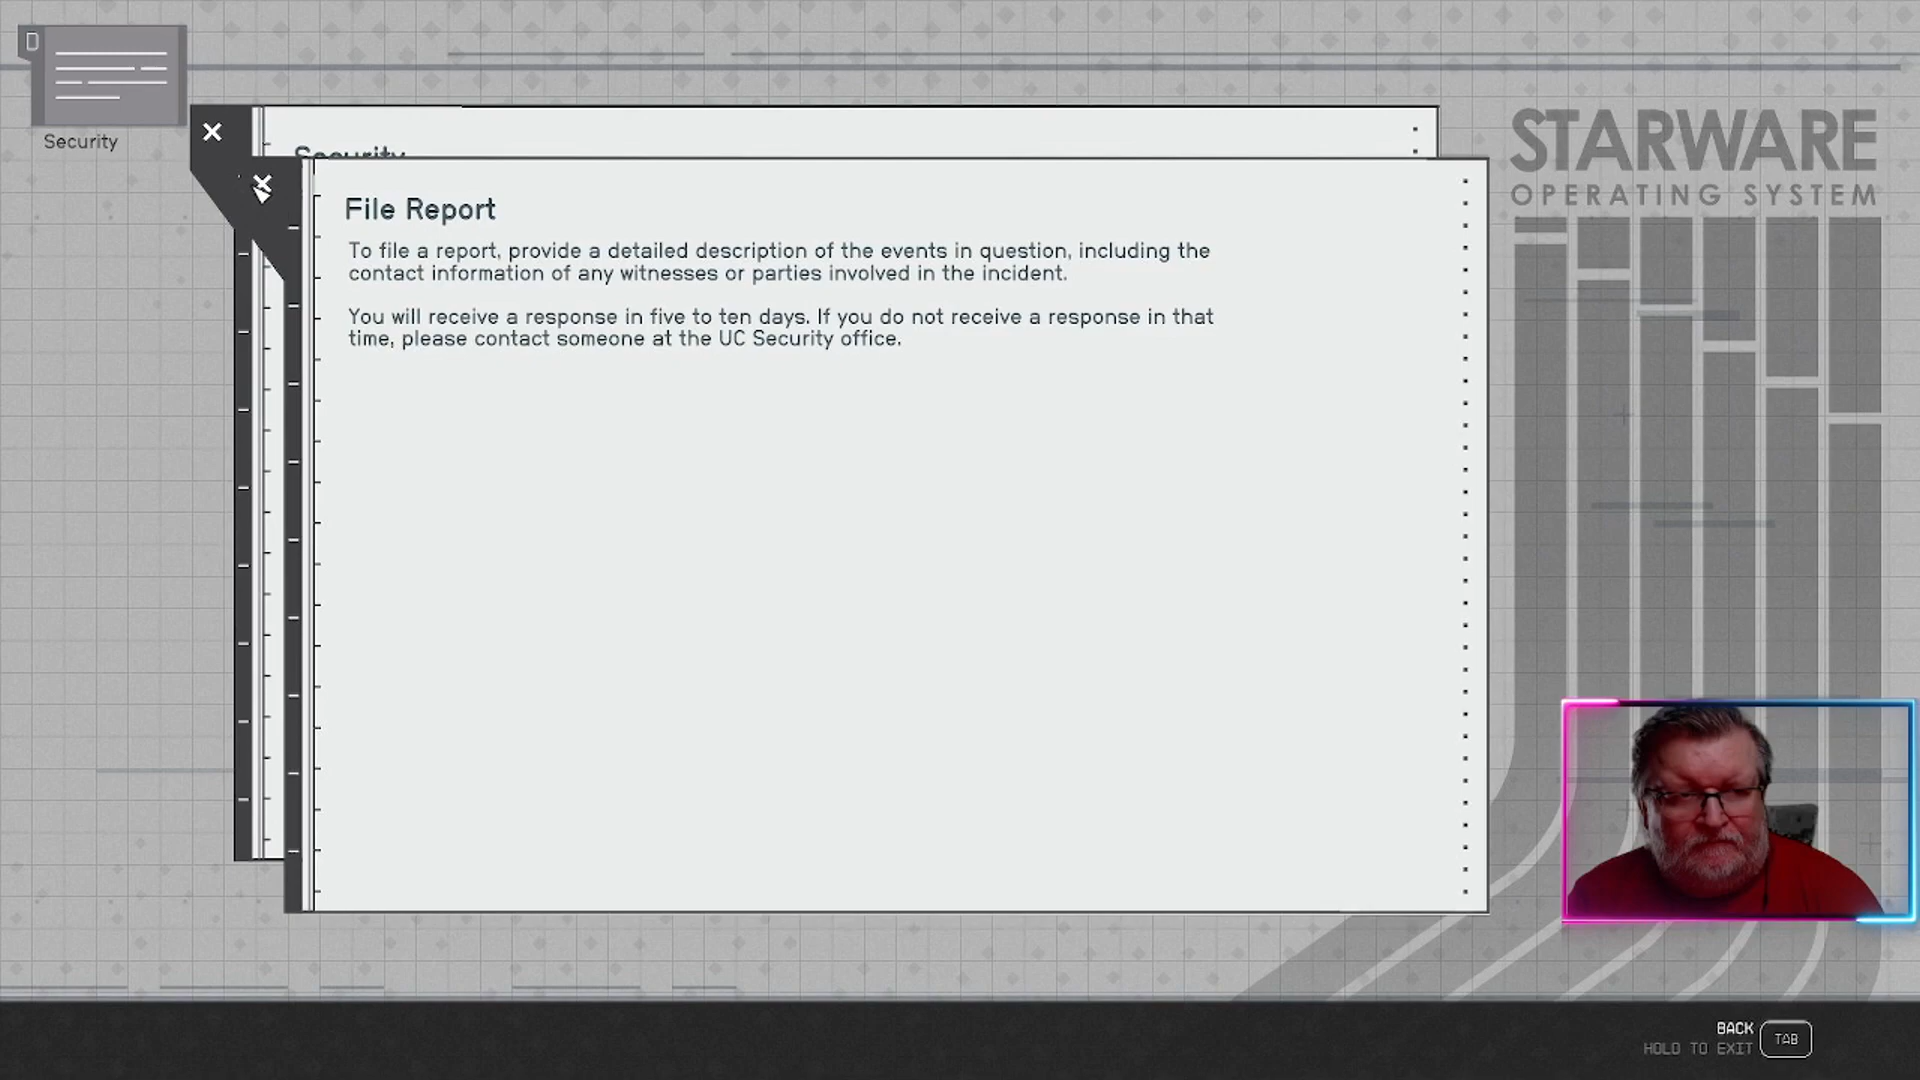 Security
STARWARE
OPERATING SYSTEM
Security
File Report
To file a report, provide a detailed description of the events in question, including the
contact information of any witnesses or parties involved in the incident.
You will receive a response in five to ten days. If you do not receive a response in that
time, please contact someone at the UC Security office.
BACK
HOLD TO EXIT
TAB